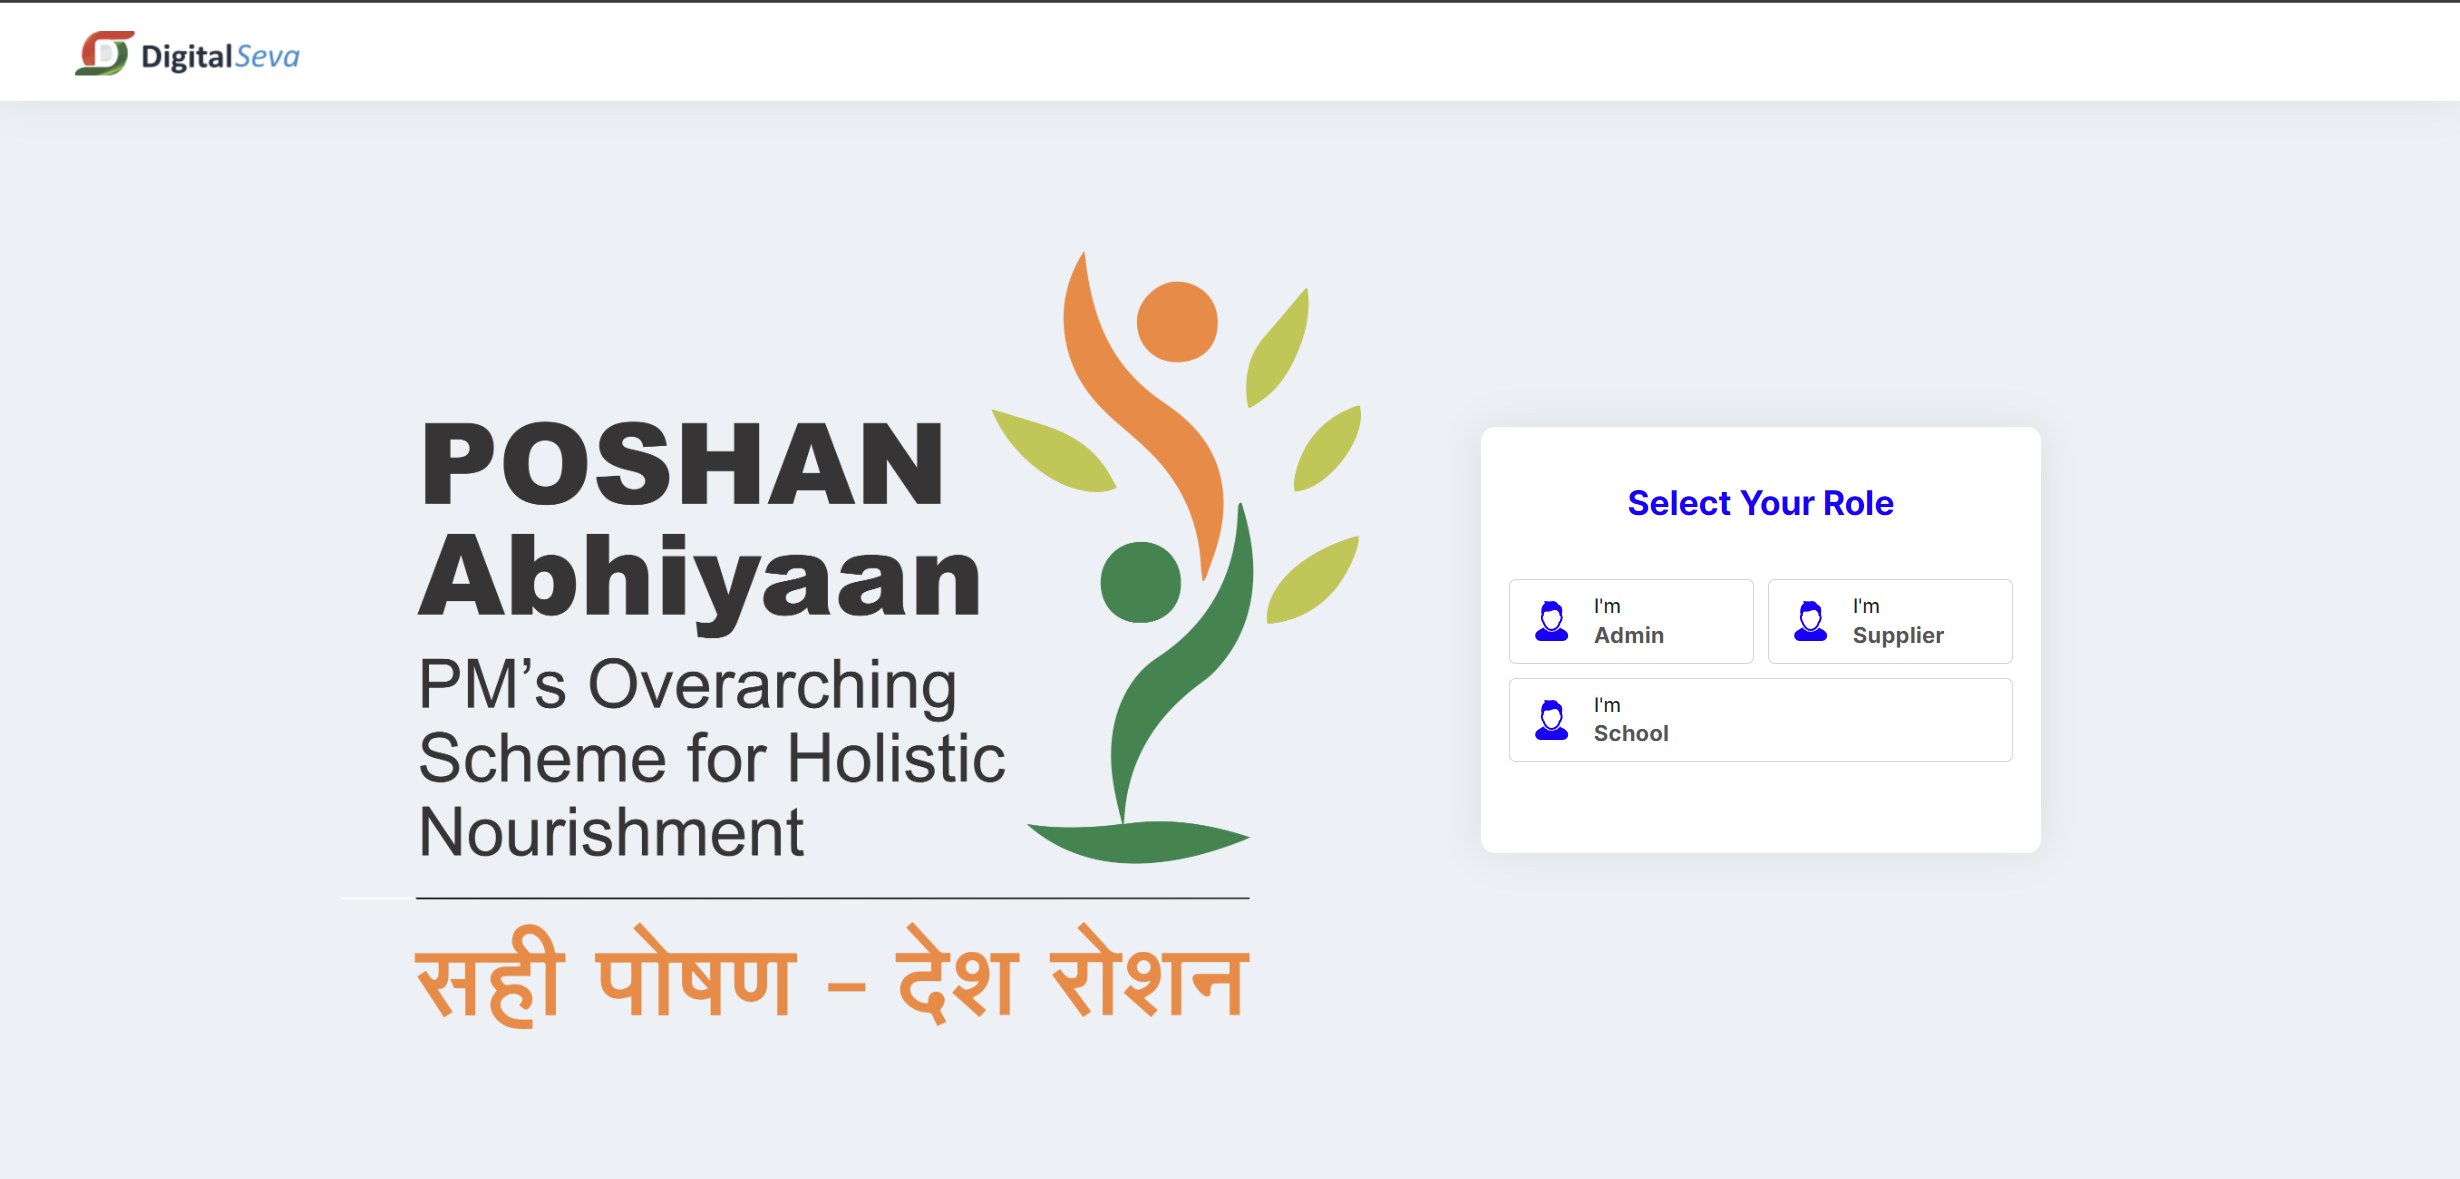 DigitalSeva
POSHAN
Abhiyaan
PM's Overarching
Scheme for Holistic
Nourishment
सही पोषण – देश रोशन
Select Your Role
I'm
Admin
I'm
Supplier
I'm
School